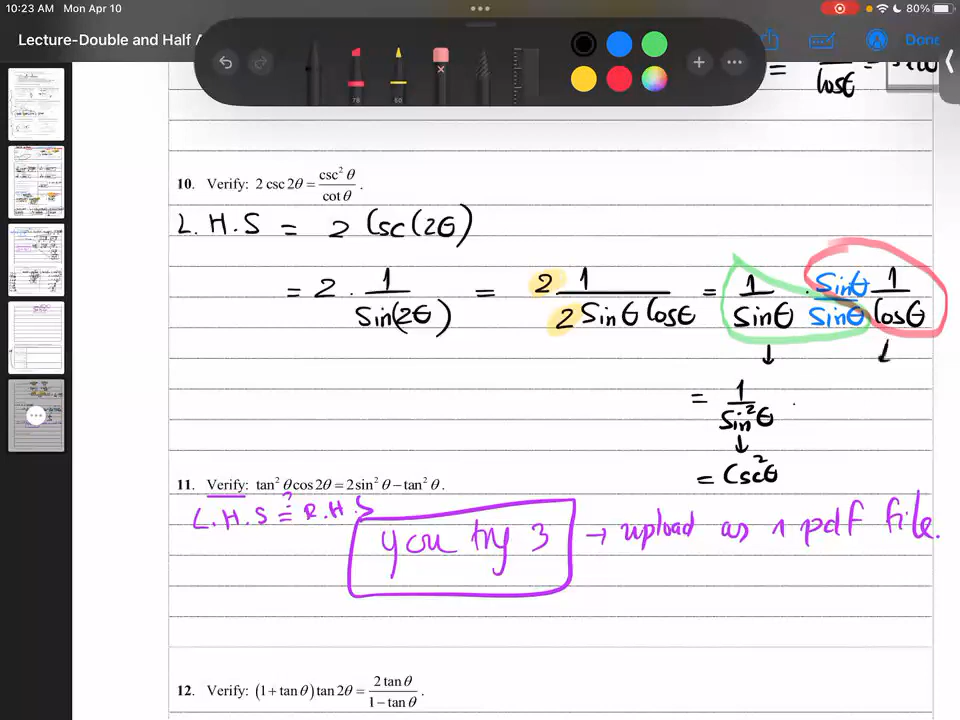 10:23 AM Mon Apr 10
80%
Lecture-Double and Half A
Done
= 1/cosθ =
10. Verify: 2 csc 2θ = csc² θ / cot θ .
L.H.S = 2 Csc(2θ)
= 2 · 1/Sin(2θ) = 2 1/2 Sinθ Cosθ = 1/Sinθ · Sinθ/Sinθ 1/Cosθ
↓ ↓
= 1/Sin²θ .
↓
= Csc²θ
11. Verify: tan² θ cos 2θ = 2 sin² θ − tan² θ .
L.H.S ≟ R.H.S
you try 3 → upload as 1 pdf file.
12. Verify: (1 + tan θ) tan 2θ = 2 tan θ / 1 − tan θ .